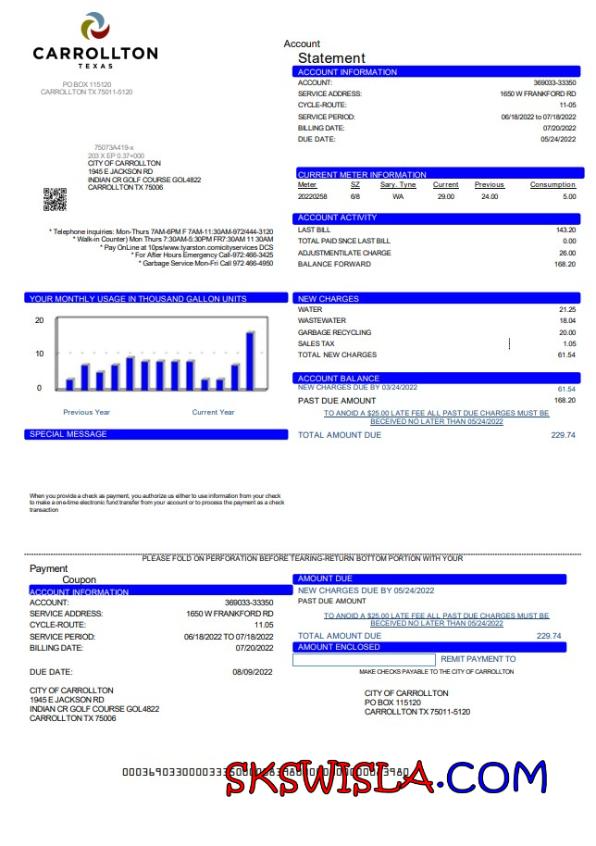 CARROLLTON
TEXAS
PO BOX 115120
CARROLLTON TX 75011-5120
75073A419-x
203 X EP 0.37=000
CITY OF CARROLLTON
1945 E JACKSON RD
INDIAN CR GOLF COURSE GOL4822
CARROLLTON TX 75006
* Telephone inquiries: Mon-Thurs 7AM-6PM F 7AM-11:30AM-972/444-3120
* Walk-in Counter) Mon Thurs 7:30AM-5:30PM FR7:30AM 11 30AM
* Pay OnLine at 10ps/www.tyarston.comicityservices DCS
* For After Hours Emergency Call-972.466-3425
* Garbage Service Mon-Fri Call 972 466-4950
Account
Statement
ACCOUNT INFORMATION
ACCOUNT: 369033-33350
SERVICE ADDRESS: 1650 W FRANKFORD RD
CYCLE-ROUTE: 11-05
SERVICE PERIOD: 06/18/2022 to 07/18/2022
BILLING DATE: 07/20/2022
DUE DATE: 05/24/2022
CURRENT METER INFORMATION
Meter SZ Sary. Tyne Current Previous Consumption
20220258 6/8 WA 29.00 24.00 5.00
ACCOUNT ACTIVITY
LAST BILL 143.20
TOTAL PAID SNCE LAST BILL 0.00
ADJUSTMENTILATE CHARGE 26.00
BALANCE FORWARD 168.20
YOUR MONTHLY USAGE IN THOUSAND GALLON UNITS
20
10
0
Previous Year Current Year
NEW CHARGES
WATER 21.25
WASTEWATER 18.04
GARBAGE RECYCLING 20.00
SALES TAX 1.05
TOTAL NEW CHARGES 61.54
ACCOUNT BALANCE
NEW CHARGES DUE BY 03/24/2022 61.54
PAST DUE AMOUNT 168.20
TO ANOID A $25.00 LATE FEE ALL PAST DUE CHARGES MUST BE
RECEIVED NO LATER THAN 05/24/2022
TOTAL AMOUNT DUE 229.74
SPECIAL MESSAGE
When you provide a check as payment, you authorize us either to use information from your check
to make a one-time electronic fund transfer from your account or to process the payment as a check
transaction
PLEASE FOLD ON PERFORATION BEFORE TEARING-RETURN BOTTOM PORTION WITH YOUR
Payment
Coupon
ACCOUNT INFORMATION
ACCOUNT: 369033-33350
SERVICE ADDRESS: 1650 W FRANKFORD RD
CYCLE-ROUTE: 11.05
SERVICE PERIOD: 06/18/2022 TO 07/18/2022
BILLING DATE: 07/20/2022
DUE DATE: 08/09/2022
CITY OF CARROLLTON
1945 E JACKSON RD
INDIAN CR GOLF COURSE GOL4822
CARROLLTON TX 75006
AMOUNT DUE
NEW CHARGES DUE BY 05/24/2022
PAST DUE AMOUNT
TO ANOID A $25.00 LATE FEE ALL PAST DUE CHARGES MUST BE
RECEIVED NO LATER THAN 05/24/2022
TOTAL AMOUNT DUE 229.74
AMOUNT ENCLOSED
REMIT PAYMENT TO
MAKE CHECKS PAYABLE TO THE CITY OF CARROLLTON
CITY OF CARROLLTON
PO BOX 115120
CARROLLTON TX 75011-5120
SKSWISLA.COM